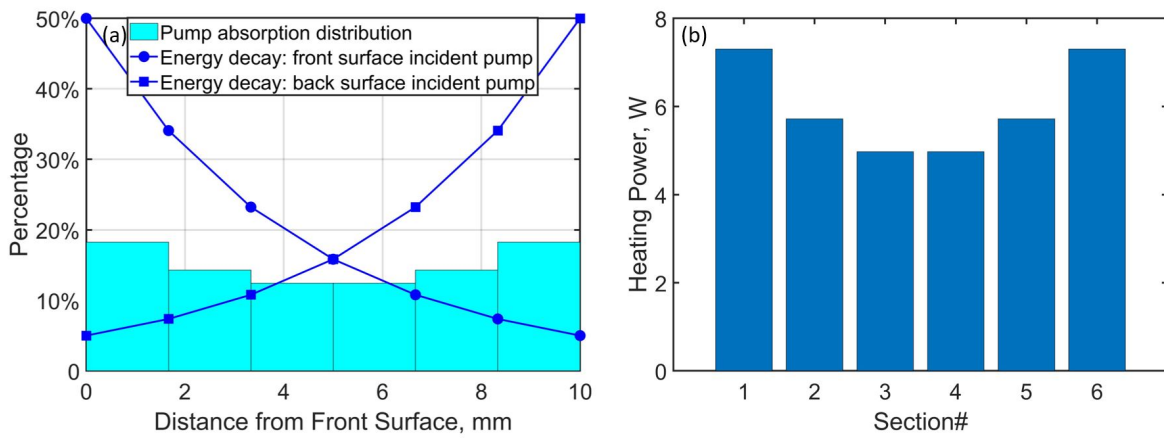 (a)
Pump absorption distribution
Energy decay: front surface incident pump
Energy decay: back surface incident pump
50%
40%
30%
20%
10%
0
Percentage
0 2 4 6 8 10
Distance from Front Surface, mm
(b)
8
6
4
2
0
Heating Power, W
1 2 3 4 5 6
Section#